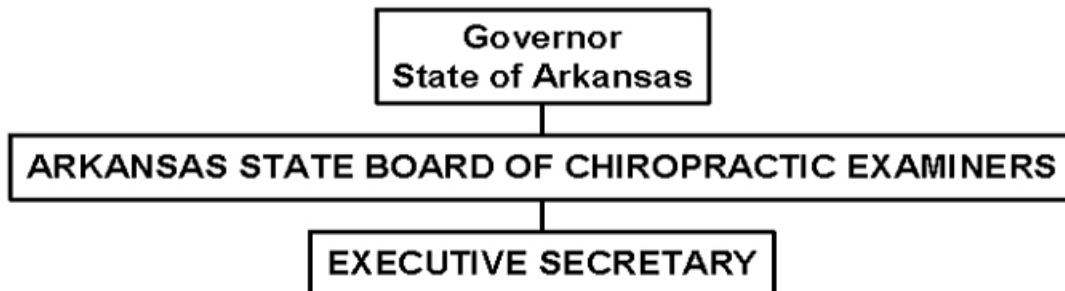 Governor
State of Arkansas
ARKANSAS STATE BOARD OF CHIROPRACTIC EXAMINERS
EXECUTIVE SECRETARY